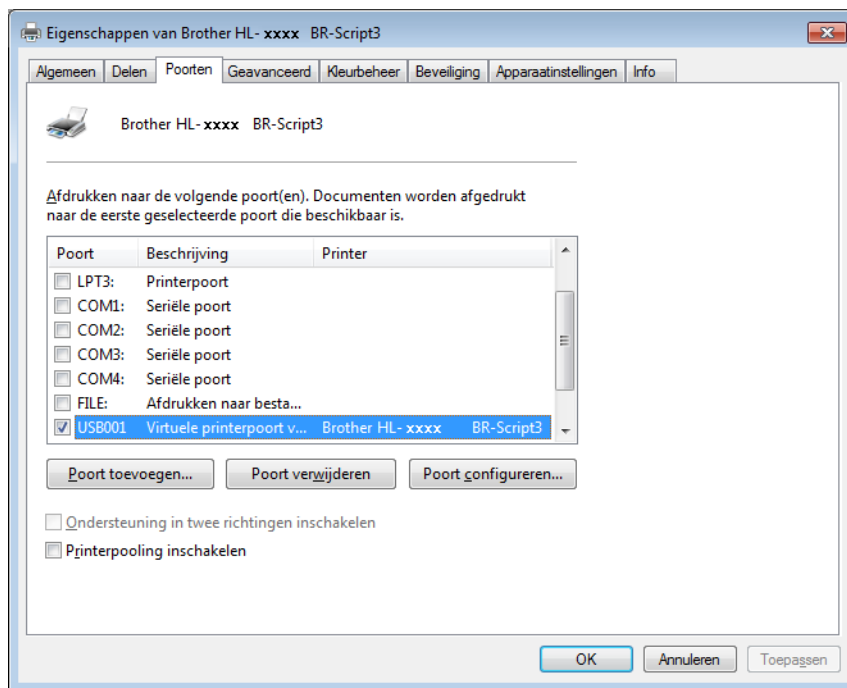 Eigenschappen van Brother HL- xxxx BR-Script3
Algemeen Delen Poorten Geavanceerd Kleurbeheer Beveiliging Apparaatinstellingen Info
Brother HL- xxxx BR-Script3
Afdrukken naar de volgende poort(en). Documenten worden afgedrukt
naar de eerste geselecteerde poort die beschikbaar is.
Poort Beschrijving Printer
LPT3: Printerpoort
COM1: Seriële poort
COM2: Seriële poort
COM3: Seriële poort
COM4: Seriële poort
FILE: Afdrukken naar besta...
USB001 Virtuele printerpoort v... Brother HL- xxxx BR-Script3
Poort toevoegen... Poort verwijderen Poort configureren...
Ondersteuning in twee richtingen inschakelen
Printerpooling inschakelen
OK Annuleren Toepassen